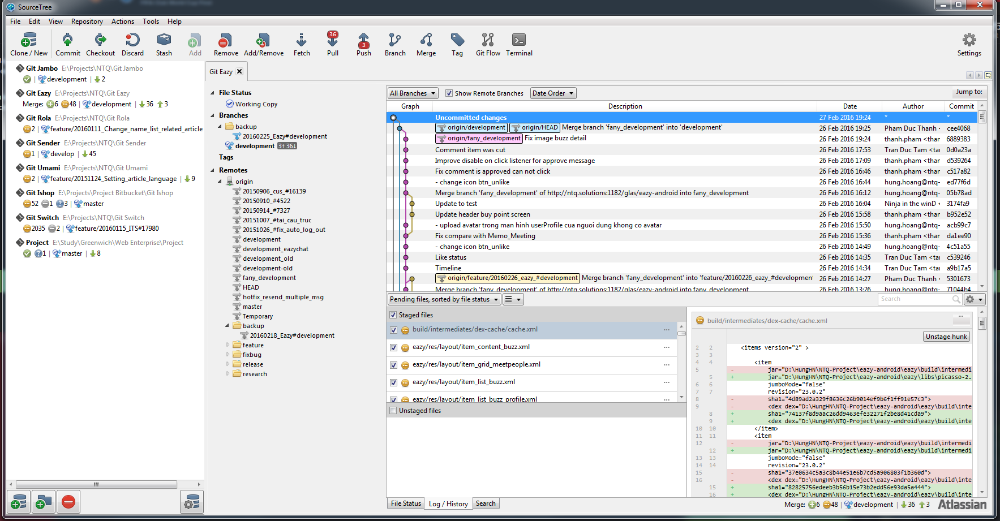 SourceTree
File Edit View Repository Actions Tools Help
36
3
Clone / New Commit Checkout Discard Stash Add Remove Add/Remove Fetch Pull Push Branch Merge Tag Git Flow Terminal Settings
Git Jambo E:\Projects\NTQ\Git Jambo
development 2
Git Eazy E:\Projects\NTQ\Git Eazy
Merge: 6 48 development 36 3
Git Rola E:\Projects\NTQ\Git Rola
2 feature/20160111_Change_name_list_related_article
Git Sender E:\Projects\NTQ\Git Sender
1 develop 45
Git Umami E:\Projects\NTQ\Git Umami
2 feature/20151124_Setting_article_language 9
Git Ishop E:\Projects\Project Bitbucket\Git Ishop
52 1 3 master
Git Switch E:\Projects\NTQ\Git Switch
2035 2 feature/20160115_ITS#17980
Project E:\Study\Greenwich\Web Enterprise\Project
1 master 8
Git Eazy
File Status
Working Copy
Branches
backup
20160225_Eazy#development
development 3↑ 36↓
Tags
Remotes
origin
20150906_cus_#16139
20150910_#4522
20150914_#7327
20151007_#tai_cau_truc
20151026_#fix_auto_log_out
development
development_eazychat
development_old
development-old
fany_development
HEAD
hotfix_resend_multiple_msg
master
Temporary
backup
20160218_Eazy#development
feature
fixbug
release
research
All Branches Show Remote Branches Date Order Jump to:
Graph Description Date Author Commit
Uncommitted changes 27 Feb 2016 19:24 * *
origin/development origin/HEAD Merge branch 'fany_development' into 'development' 26 Feb 2016 19:25 Pham Duc Thanh < cee4068
origin/fany_development Fix image buzz detail 26 Feb 2016 19:24 thanh.pham <than 6889383
Comment item was cut 26 Feb 2016 17:53 Tran Duc Tam <tar 0d0a23a
Improve disable on click listener for approve message 26 Feb 2016 17:09 thanh.pham <than d539264
Fix comment is approved can not click 26 Feb 2016 16:46 thanh.pham <than c517a82
- change icon btn_unlike 26 Feb 2016 16:44 hung.hoang@ntq- ed77f6d
Merge branch 'fany_development' of http://ntq.solutions:1182/glas/eazy-android into fany_development 26 Feb 2016 16:12 hung.hoang@ntq- 05b78ad
Update to test 26 Feb 2016 16:04 Ninja in the winD < 3174fa9
Update header buy point screen 26 Feb 2016 15:58 thanh.pham <than b952e52
- upload avatar trong man hinh userProfile cua nguoi dung khong co avatar 26 Feb 2016 15:50 hung.hoang@ntq- acb99c7
Fix compare with Memo_Meeting 26 Feb 2016 15:36 thanh.pham <than da1ee90
- change icon btn_unlike 26 Feb 2016 14:49 hung.hoang@ntq- 4c51a55
Like status 26 Feb 2016 14:35 Tran Duc Tam <tar c539246
Timeline 26 Feb 2016 14:34 Tran Duc Tam <tar a9b17a5
origin/feature/20160226_eazy_#development Merge branch 'fany_development' into 'feature/20160226_eazy_#development' 26 Feb 2016 14:27 Pham Duc Thanh < 5301673
Merge branch 'fany_development' of http://ntq.solutions:1182/glas/eazy-android into fany_development 26 Feb 2016 13:26 hung.hoang@ntq- 71044b4
Pending files, sorted by file status Search
Staged files
build/intermediates/dex-cache/cache.xml
eazy/res/layout/item_content_buzz.xml
eazy/res/layout/item_grid_meetpeople.xml
eazy/res/layout/item_list_buzz.xml
eazy/res/layout/item_list_buzz_profile.xml
Unstaged files
build/intermediates/dex-cache/cache.xml
Unstage hunk
2 2 <items version="2" >
3 3
4 4 <item
5 - jar="D:\HungHN\NTQ-Project\eazy-android\eazy\build\intermedi
5 + jar="D:\HungHN\NTQ-Project\eazy-android\eazy\libs\picasso-2.
6 6 jumboMode="false"
7 7 revision="23.0.2"
8 - sha1="4d89ad2a329f8636c26b9014ef9b6f1ff91e57c3">
9 - <dex dex="D:\HungHN\NTQ-Project\eazy-android\eazy\build\inte
8 + sha1="74137f8d9aac26dd9463efe32271f2be8d41cda9">
9 + <dex dex="D:\HungHN\NTQ-Project\eazy-android\eazy\build\inte
10 10 </item>
11 11 <item
12 - jar="D:\HungHN\NTQ-Project\eazy-android\eazy\build\intermedi
12 + jar="D:\HungHN\NTQ-Project\eazy-android\eazy\build\intermedi
13 13 jumboMode="false"
14 14 revision="23.0.2"
15 - sha1="37e0634c5a3c8b44e51e6b7cd5a906803f1b360d">
16 - <dex dex="D:\HungHN\NTQ-Project\eazy-android\eazy\build\inte
15 + sha1="82825756edeeb3b56b15e73b2edd56e93da5a444">
16 + <dex dex="D:\HungHN\NTQ-Project\eazy-android\eazy\build\inte
File Status Log / History Search
Merge: 6 48 development 36 3 Atlassian